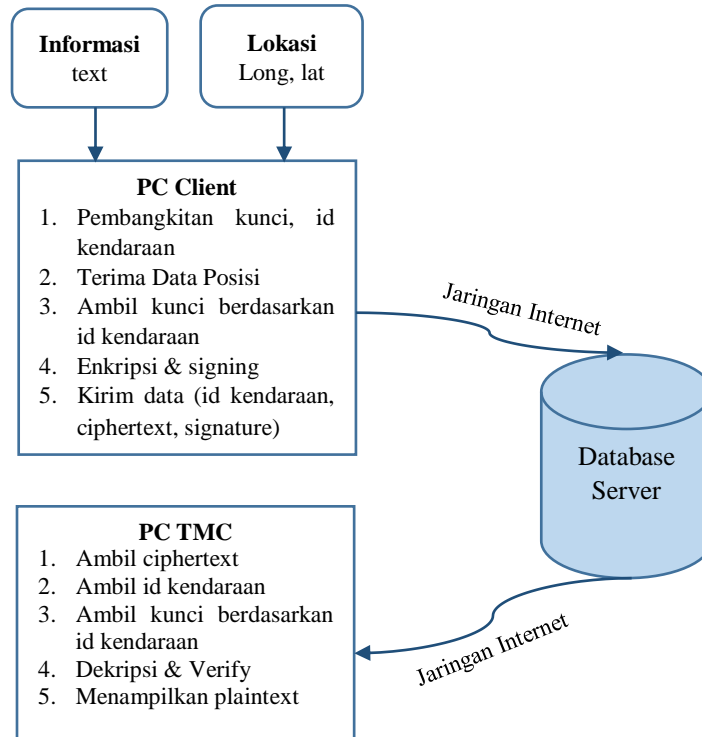 Informasi
text
Lokasi
Long, lat
PC Client
1. Pembangkitan kunci, id
kendaraan
2. Terima Data Posisi
3. Ambil kunci berdasarkan
id kendaraan
4. Enkripsi & signing
5. Kirim data (id kendaraan,
ciphertext, signature)
Jaringan Internet
Database
Server
PC TMC
1. Ambil ciphertext
2. Ambil id kendaraan
3. Ambil kunci berdasarkan
id kendaraan
4. Dekripsi & Verify
5. Menampilkan plaintext
Jaringan Internet